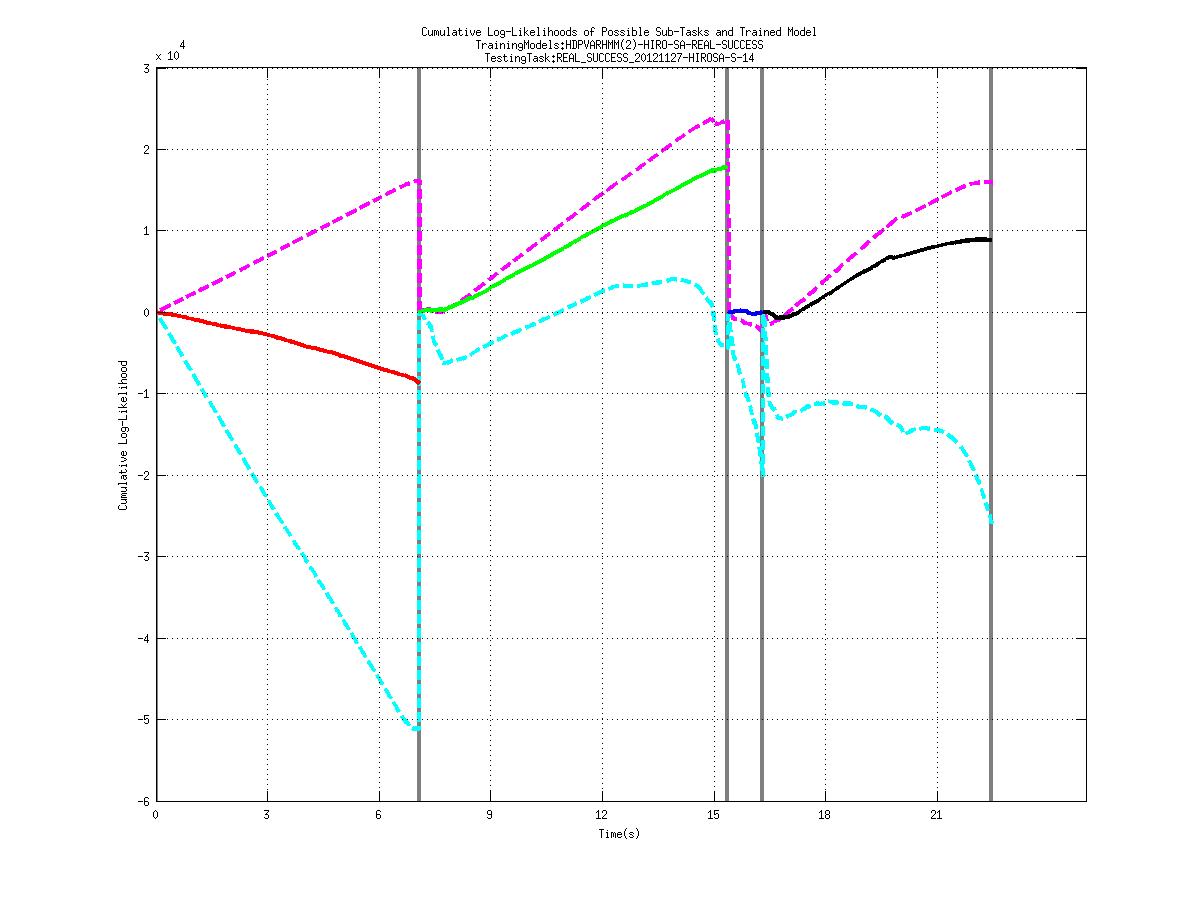 Cumulative Log-Likelihoods of Possible Sub-Tasks and Trained Model
TrainingModels:HDPVARHMM(2)-HIRO-SA-REAL-SUCCESS
TestingTask:REAL_SUCCESS_20121127-HIROSA-S-14
x 10^4
3
2
1
0
-1
-2
-3
-4
-5
-6
Cumulative Log-Likelihood
0 3 6 9 12 15 18 21
Time(s)